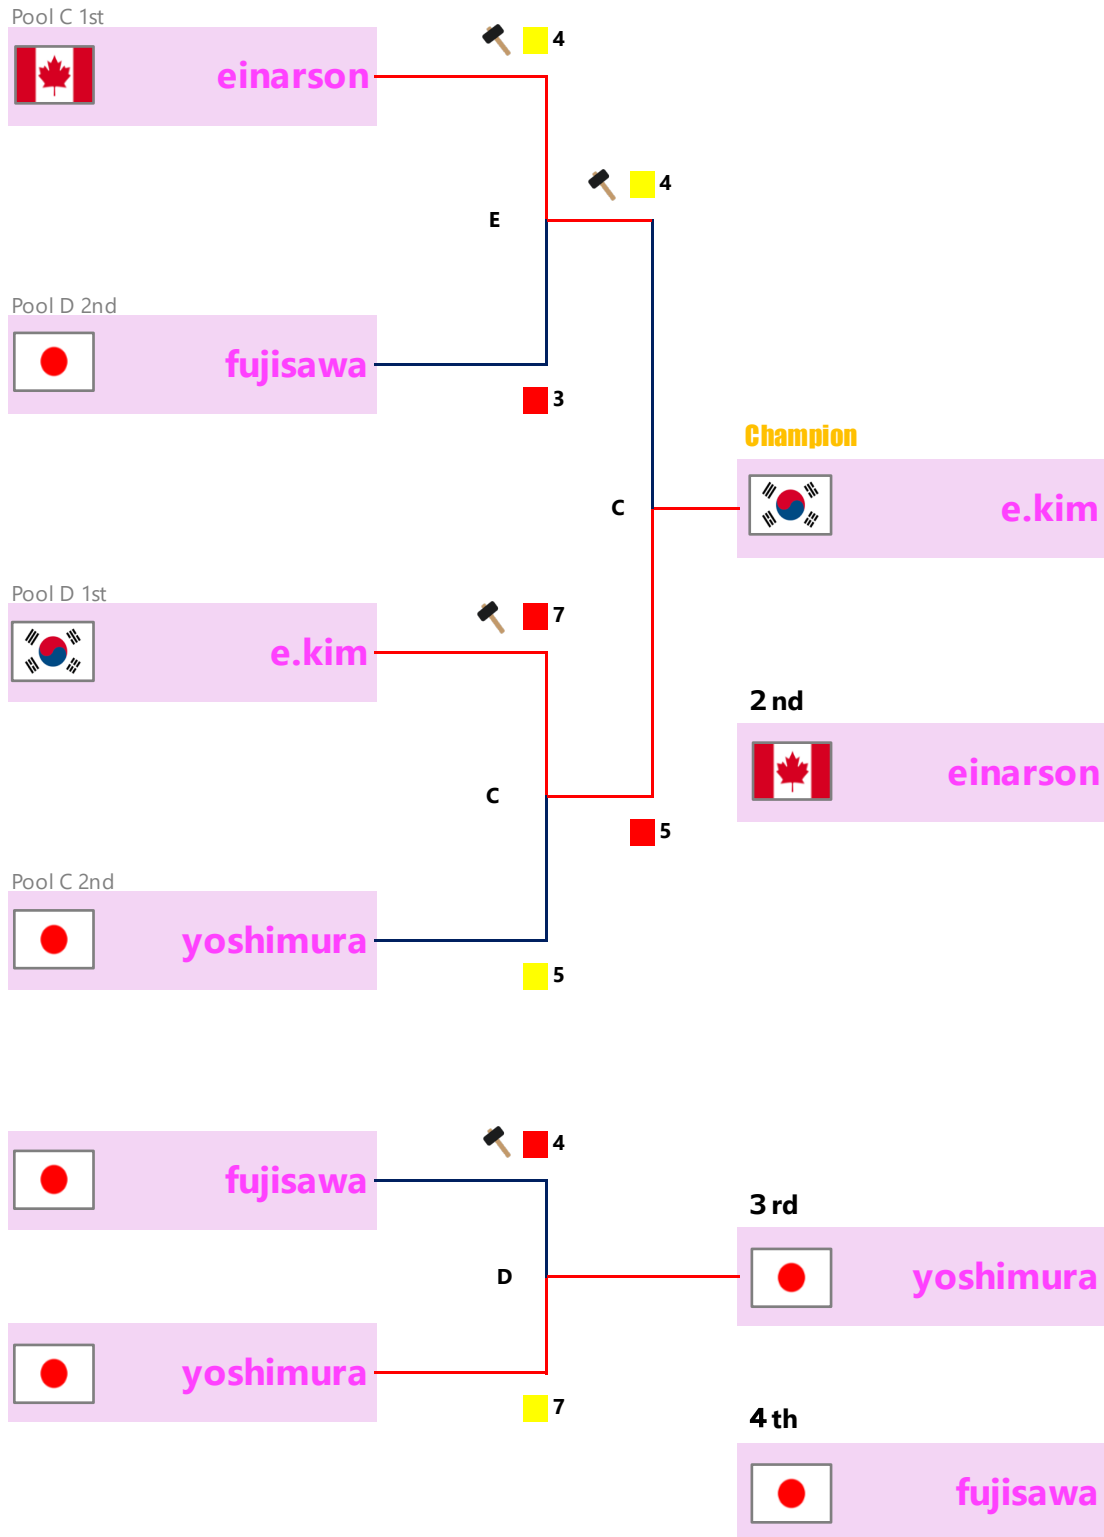 Pool C 1st
4
einarson
4
E
Pool D 2nd
fujisawa
3
Champion
e.kim
C
Pool D 1st
7
e.kim
2 nd
einarson
C
5
Pool C 2nd
yoshimura
5
4
fujisawa
3 rd
yoshimura
D
yoshimura
7
4 th
fujisawa